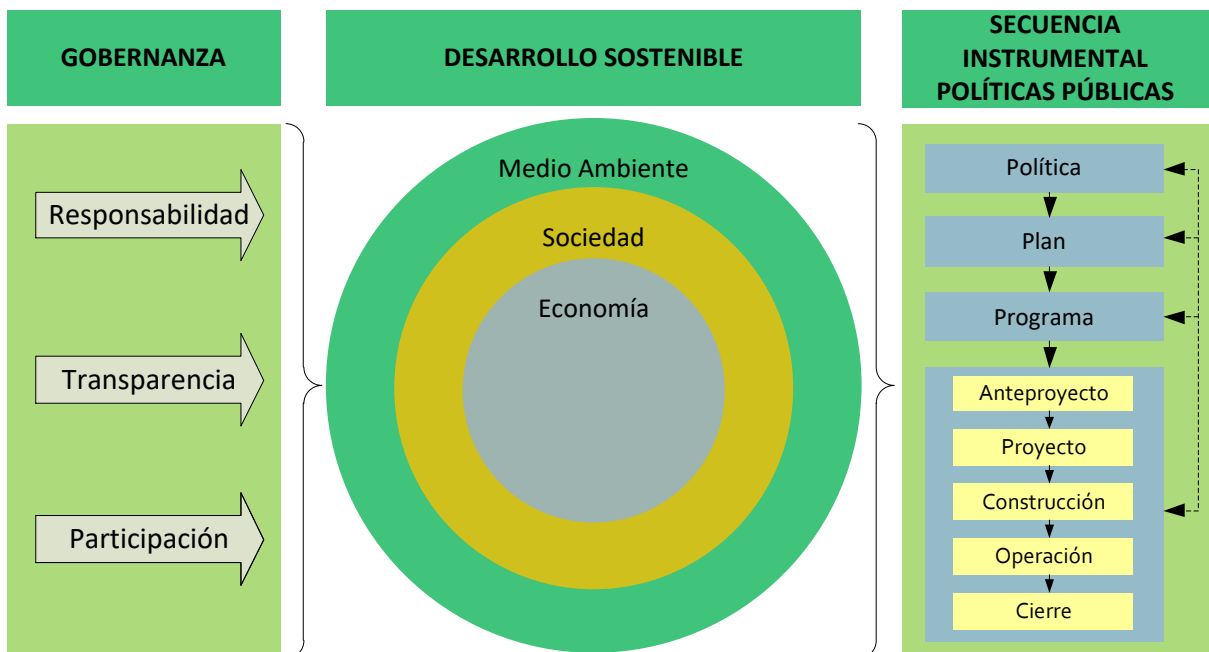 GOBERNANZA
DESARROLLO SOSTENIBLE
SECUENCIA
INSTRUMENTAL
POLÍTICAS PÚBLICAS
Responsabilidad
Transparencia
Participación
Medio Ambiente
Sociedad
Economía
Política
Plan
Programa
Anteproyecto
Proyecto
Construcción
Operación
Cierre